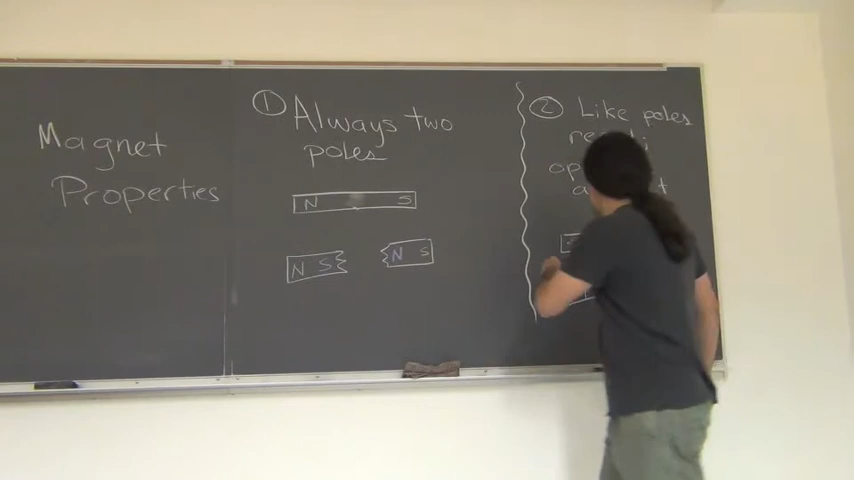 Magnet
Properties
① Always two
poles
N S
N S N S
② Like poles